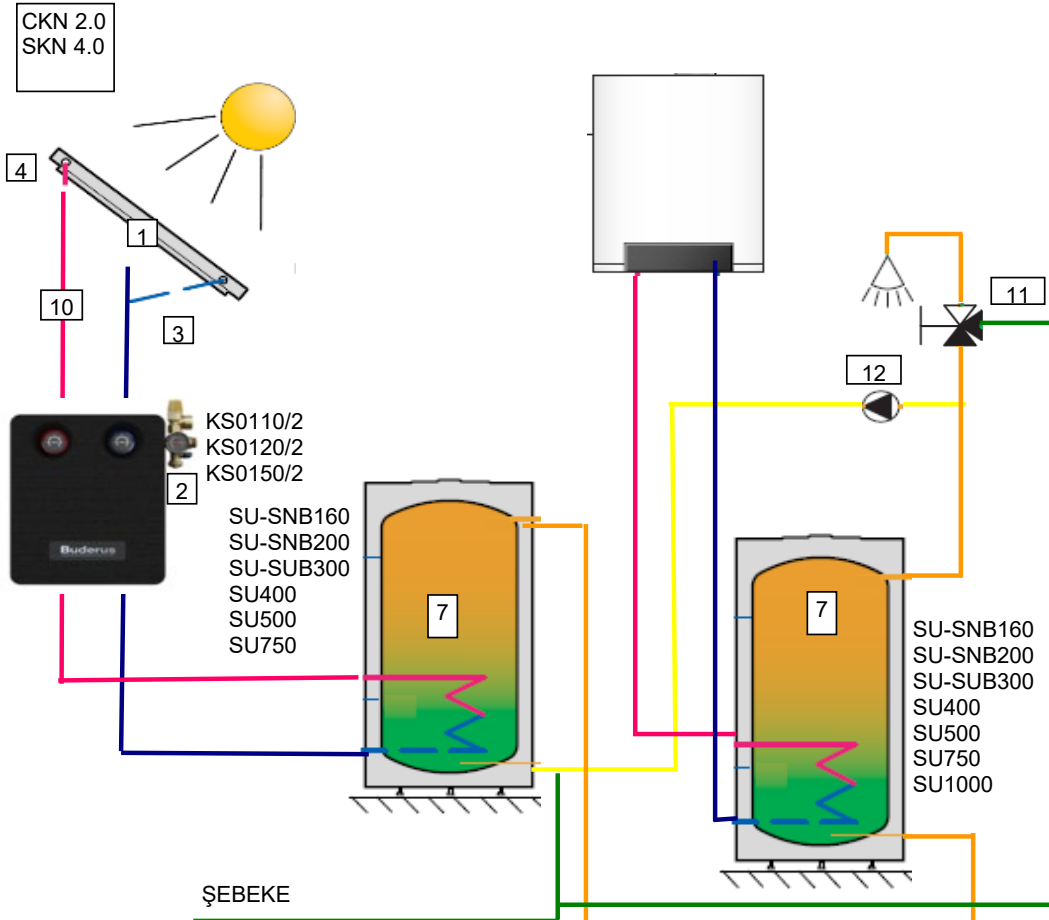 CKN 2.0
SKN 4.0
4
1
10
3
11
12
KS0110/2
KS0120/2
KS0150/2
2
Buderus
SU-SNB160
SU-SNB200
SU-SUB300
SU400
SU500
SU750
7
7
SU-SNB160
SU-SNB200
SU-SUB300
SU400
SU500
SU750
SU1000
ŞEBEKE